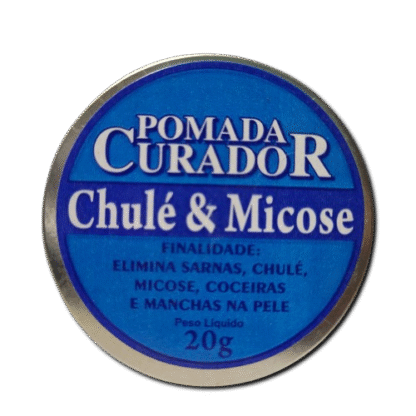 POMADA
CURADOR
Chulé & Micose
FINALIDADE:
ELIMINA SARNAS, CHULÉ,
MICOSE, COCEIRAS
E MANCHAS NA PELE
Peso Líquido
20g